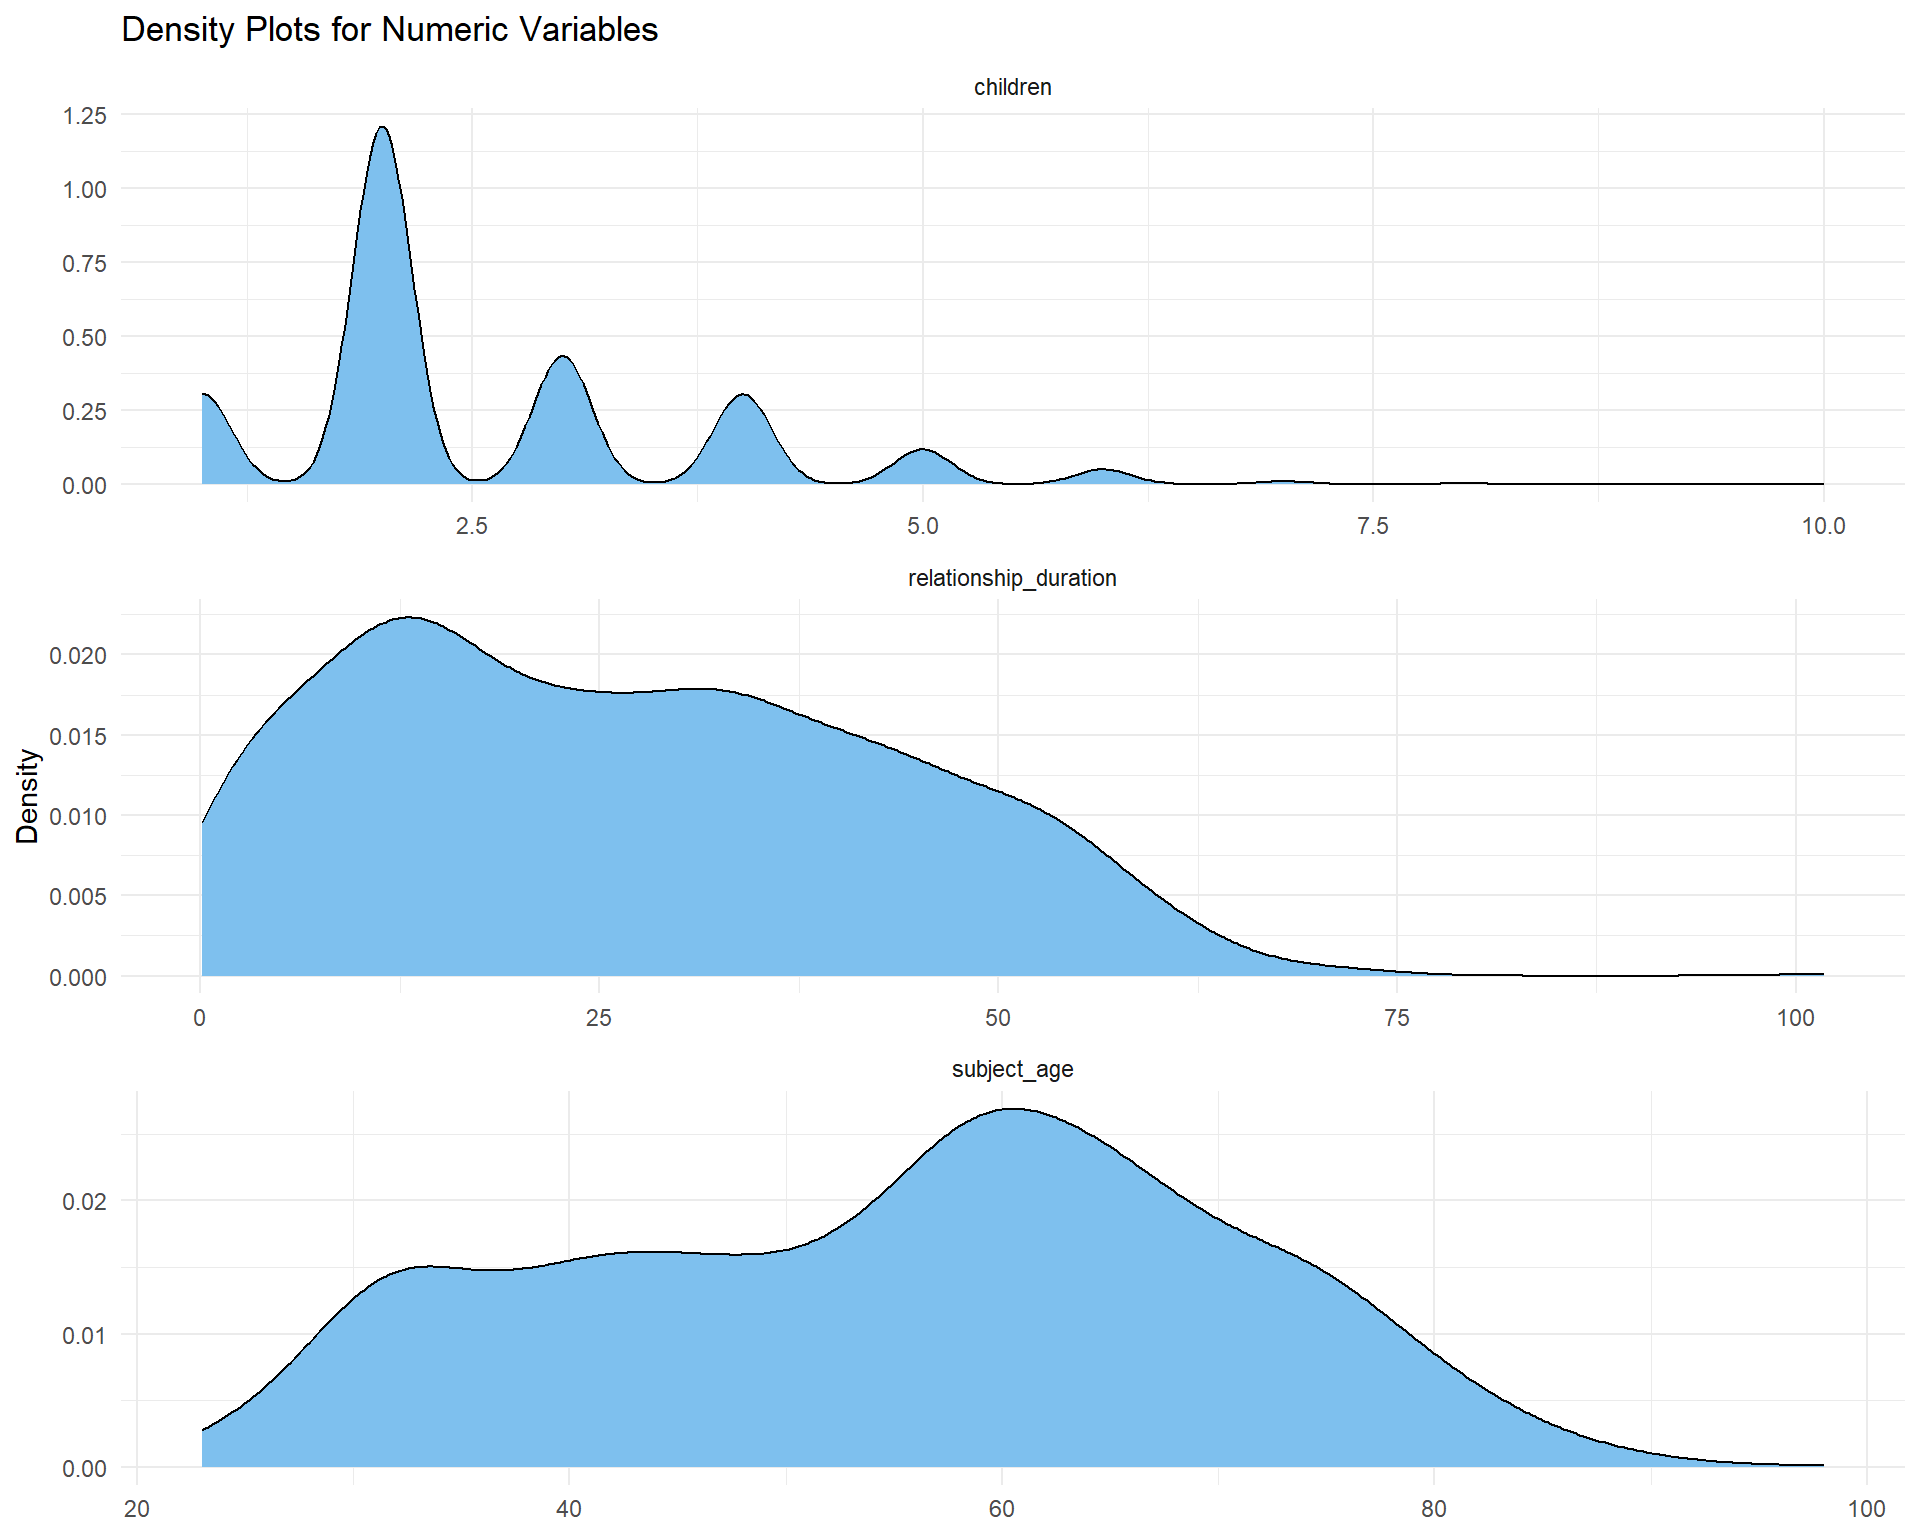 Density Plots for Numeric Variables
children
1.25
1.00
0.75
0.50
0.25
0.00
2.5 5.0 7.5 10.0
relationship_duration
0.020
0.015
0.010
0.005
0.000
0 25 50 75 100
Density
subject_age
0.02
0.01
0.00
20 40 60 80 100